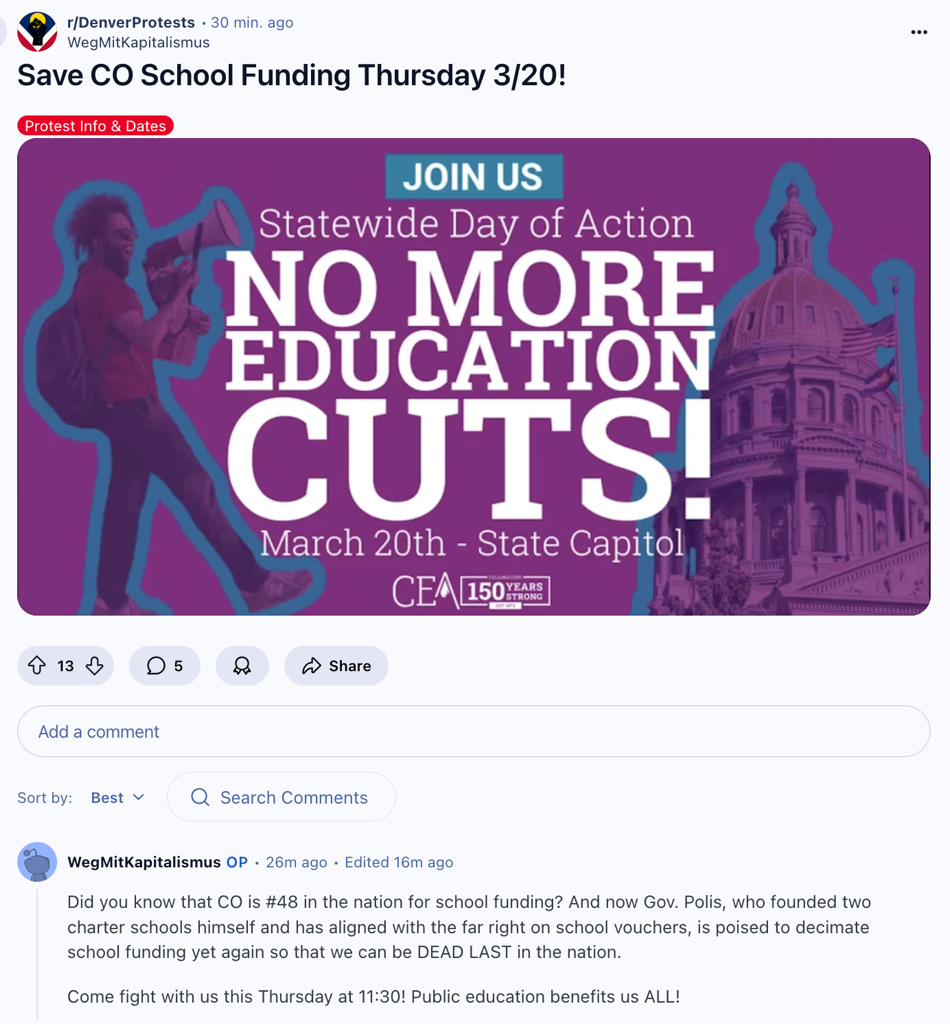 r/DenverProtests • 30 min. ago
WegMitKapitalismus
Save CO School Funding Thursday 3/20!
Protest Info & Dates
JOIN US
Statewide Day of Action
NO MORE
EDUCATION
CUTS!
March 20th - State Capitol
CEA 150 YEARS
STRONG
13
5
Share
Add a comment
Sort by: Best
Search Comments
WegMitKapitalismus OP • 26m ago • Edited 16m ago
Did you know that CO is #48 in the nation for school funding? And now Gov. Polis, who founded two
charter schools himself and has aligned with the far right on school vouchers, is poised to decimate
school funding yet again so that we can be DEAD LAST in the nation.
Come fight with us this Thursday at 11:30! Public education benefits us ALL!